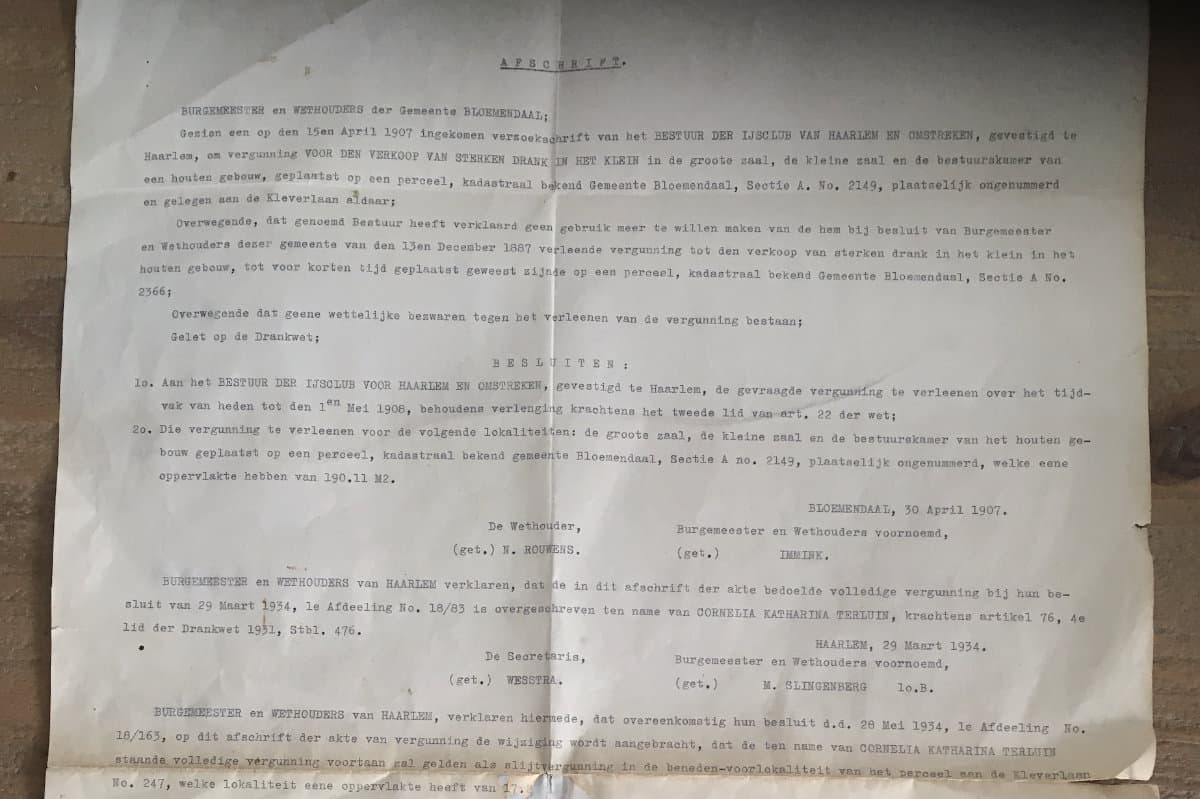 AFSCHRIFT.
BURGEMEESTER en WETHOUDERS der Gemeente BLOEMENDAAL;
Gezien een op den 15en April 1907 ingekomen verzoekschrift van het BESTUUR DER IJSCLUB VAN HAARLEM EN OMSTREKEN, gevestigd te
Haarlem, om vergunning VOOR DEN VERKOOP VAN STERKEN DRANK IN HET KLEIN in de groote zaal, de kleine zaal en de bestuurskamer van
een houten gebouw, geplaatst op een perceel, kadastraal bekend Gemeente Bloemendaal, Sectie A. No. 2149, plaatselijk ongenummerd
en gelegen aan de Kleverlaan aldaar;
Overwegende, dat genoemd Bestuur heeft verklaard geen gebruik meer te willen maken van de hem bij besluit van Burgemeester
en Wethouders dezer gemeente van den 13en December 1887 verleende vergunning tot den verkoop van sterken drank in het klein in het
houten gebouw, tot voor korten tijd geplaatst geweest zijnde op een perceel, kadastraal bekend Gemeente Bloemendaal, Sectie A No.
2366;
Overwegende dat geene wettelijke bezwaren tegen het verleenen van de vergunning bestaan;
Gelet op de Drankwet;
BESLUITEN:
1o. Aan het BESTUUR DER IJSCLUB VOOR HAARLEM EN OMSTREKEN, gevestigd te Haarlem, de gevraagde vergunning te verleenen over het tijd-
vak van heden tot den 1en Mei 1908, behoudens verlenging krachtens het tweede lid van art. 22 der wet;
2o. Die vergunning te verleenen voor de volgende lokaliteiten: de groote zaal, de kleine zaal en de bestuurskamer van het houten ge-
bouw geplaatst op een perceel, kadastraal bekend gemeente Bloemendaal, Sectie A no. 2149, plaatselijk ongenummerd, welke eene
oppervlakte hebben van 190.11 M2.
BLOEMENDAAL, 30 April 1907.
De Wethouder, Burgemeester en Wethouders voornoemd,
(get.) N. ROUWENS. (get.) IMMINK.
BURGEMEESTER en WETHOUDERS van HAARLEM verklaren, dat de in dit afschrift der akte bedoelde volledige vergunning bij hun be-
sluit van 29 Maart 1934, 1e Afdeeling No. 18/83 is overgeschreven ten name van CORNELIA KATHARINA TERLUIN, krachtens artikel 76, 4e
lid der Drankwet 1931, Stbl. 476.
HAARLEM, 29 Maart 1934.
De Secretaris, Burgemeester en Wethouders voornoemd,
(get.) WESSTRA. (get.) M. SLINGENBERG lo.B.
BURGEMEESTER en WETHOUDERS van HAARLEM, verklaren hiermede, dat overeenkomstig hun besluit d.d. 28 Mei 1934, 1e Afdeeling No.
18/163, op dit afschrift der akte van vergunning de wijziging wordt aangebracht, dat de ten name van CORNELIA KATHARINA TERLUIN
staande volledige vergunning voortaan zal gelden als slijtvergunning in de beneden-voorlokaliteit van het perceel aan de Kleverlaan
No. 247, welke lokaliteit eene oppervlakte heeft van